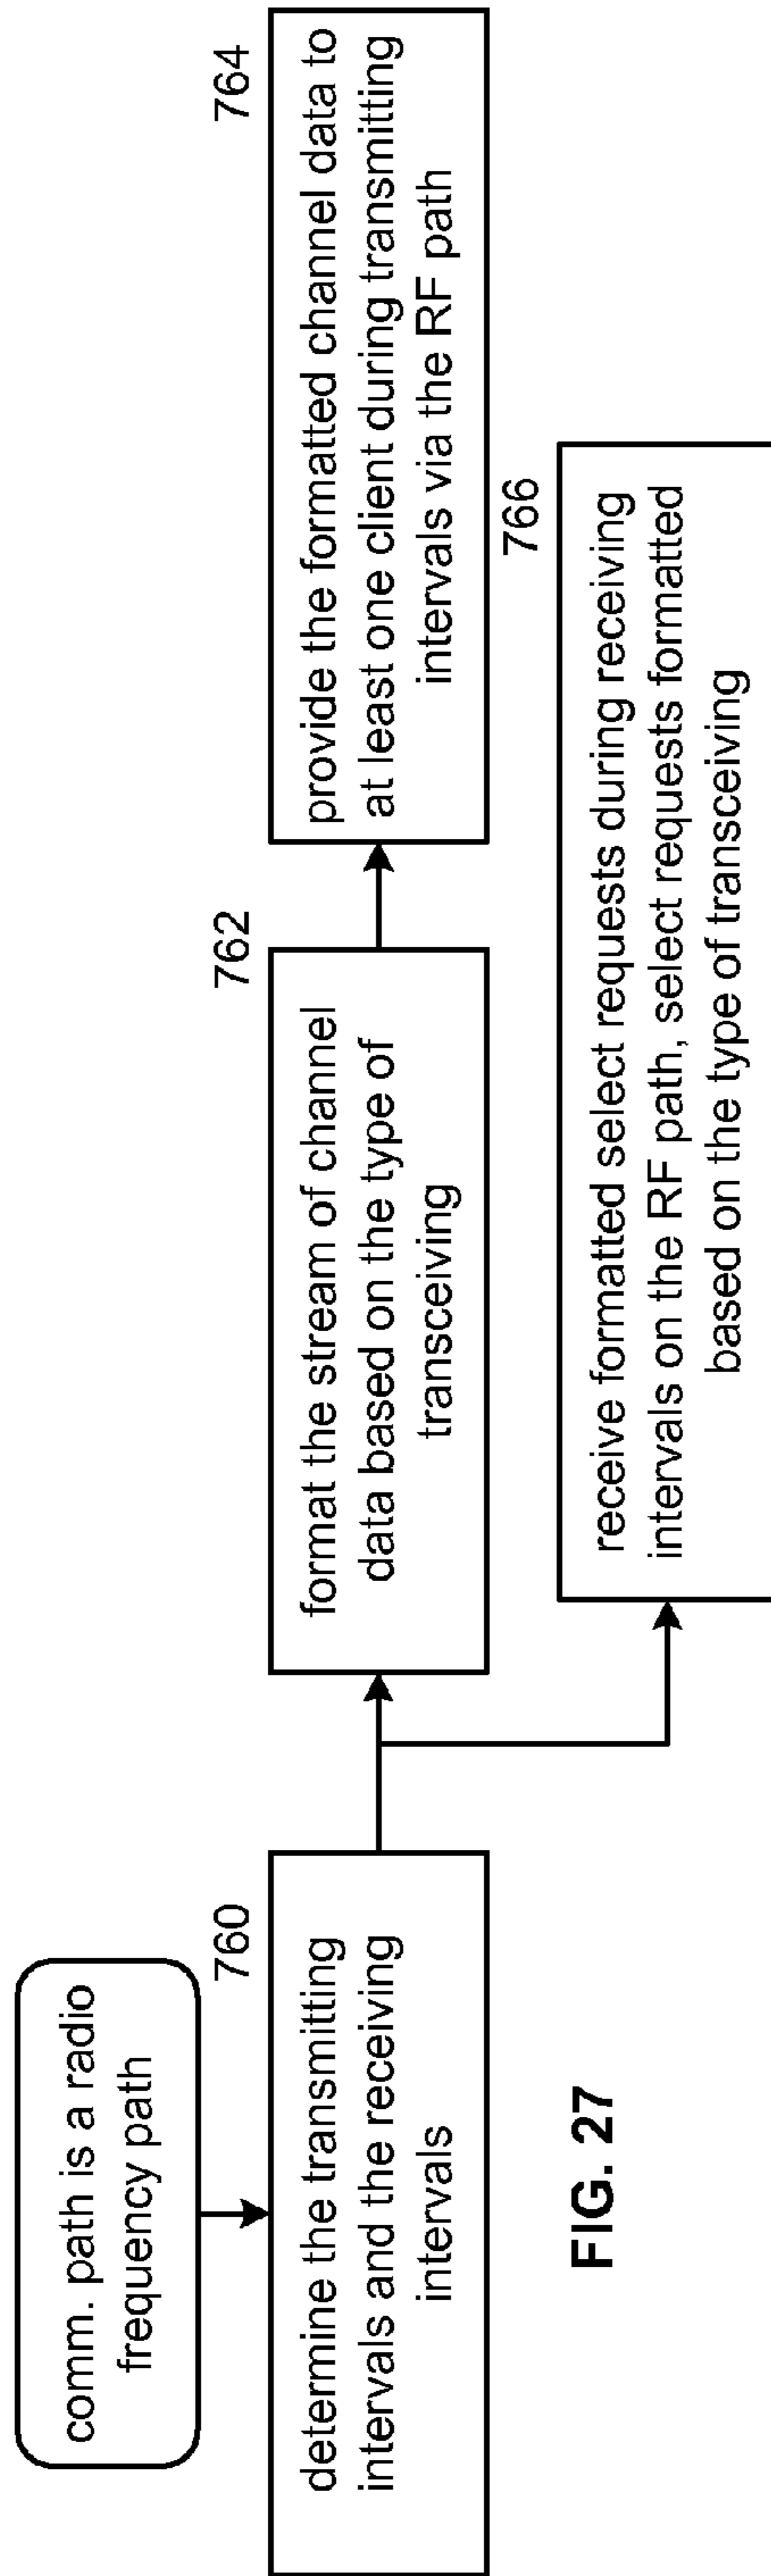 comm. path is a radio
frequency path
760
determine the transmitting
intervals and the receiving
intervals
762
format the stream of channel
data based on the type of
transceiving
764
provide the formatted channel data to
at least one client during transmitting
intervals via the RF path
766
receive formatted select requests during receiving
intervals on the RF path, select requests formatted
based on the type of transceiving
FIG. 27